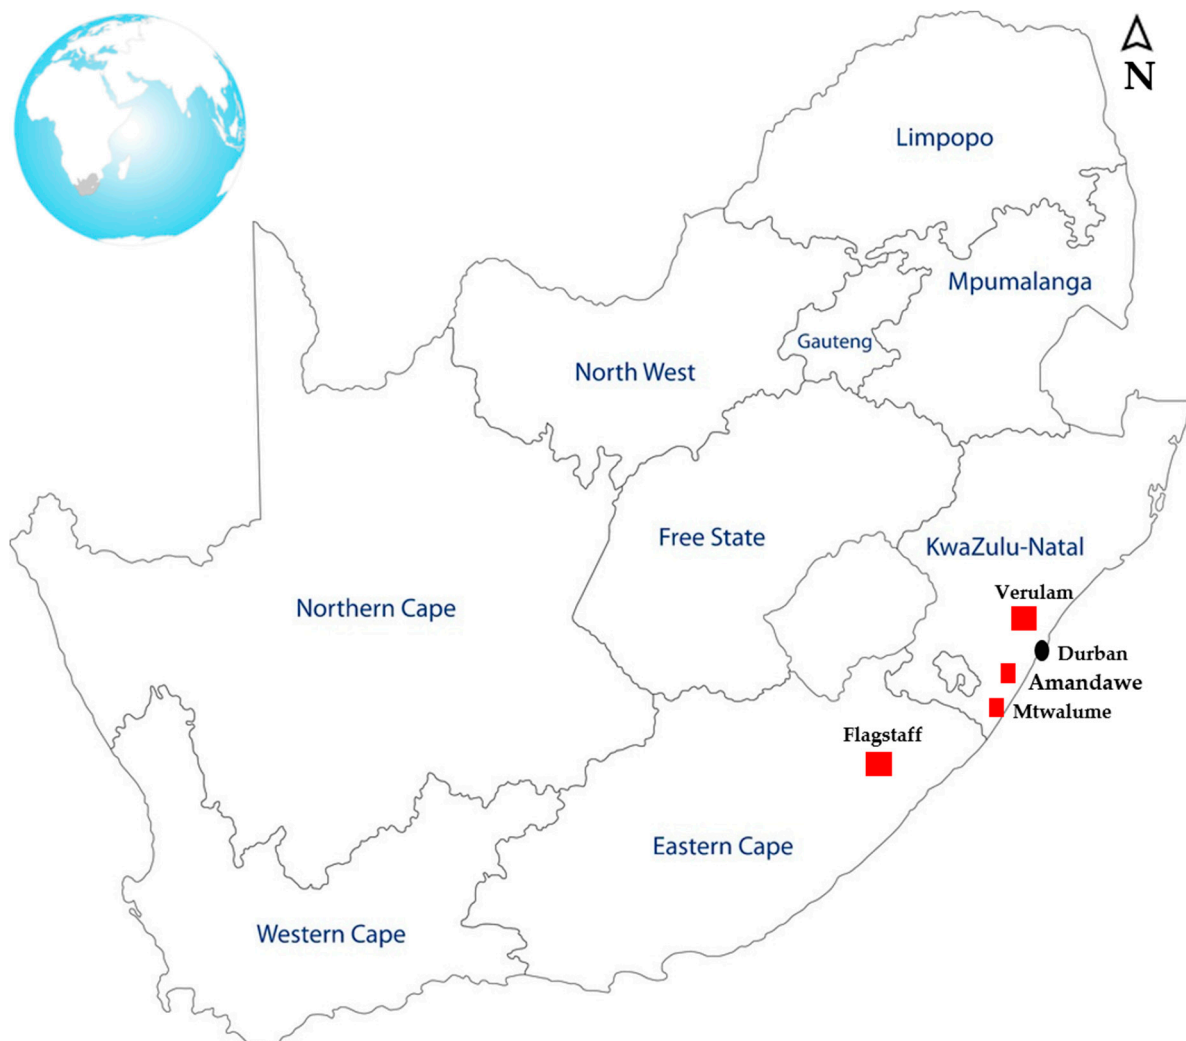 N
Limpopo
Mpumalanga
Gauteng
North West
Free State
KwaZulu-Natal
Verulam
Northern Cape
Durban
Amandawe
Mtwalume
Flagstaff
Eastern Cape
Western Cape